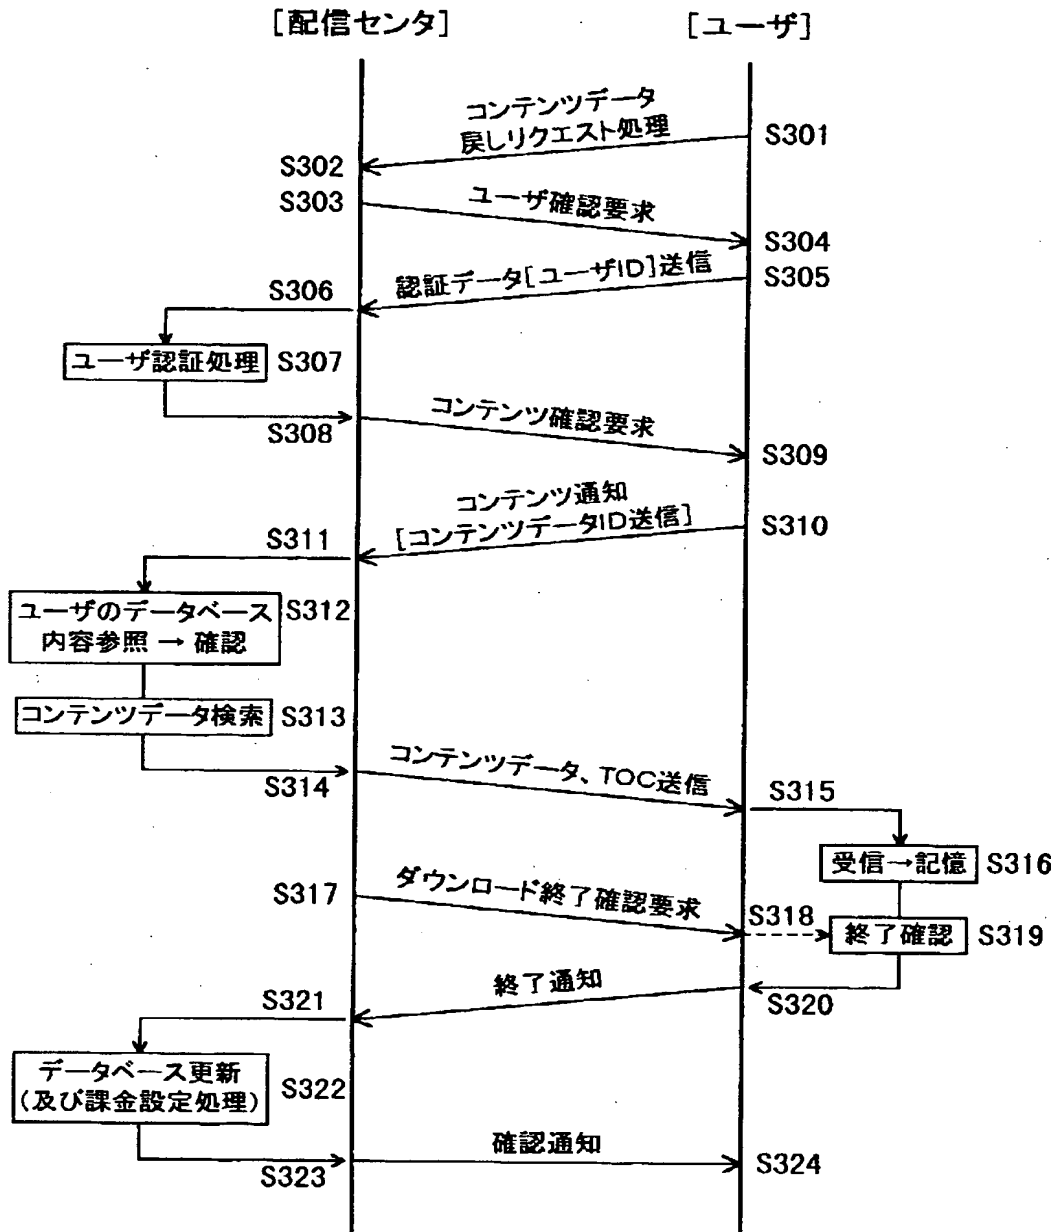 [配信センタ]
[ユーザ]
コンテンツデータ
戻しリクエスト処理
S301
S302
S303
ユーザ確認要求
S304
認証データ[ユーザID]送信
S305
S306
ユーザ認証処理
S307
コンテンツ確認要求
S308
S309
コンテンツ通知
[コンテンツデータID送信]
S310
S311
ユーザのデータベース
内容参照 → 確認
S312
コンテンツデータ検索
S313
コンテンツデータ、TOC送信
S314
S315
受信→記憶
S316
S317
ダウンロード終了確認要求
S318
終了確認
S319
終了通知
S320
S321
データベース更新
(及び課金設定処理)
S322
確認通知
S323
S324